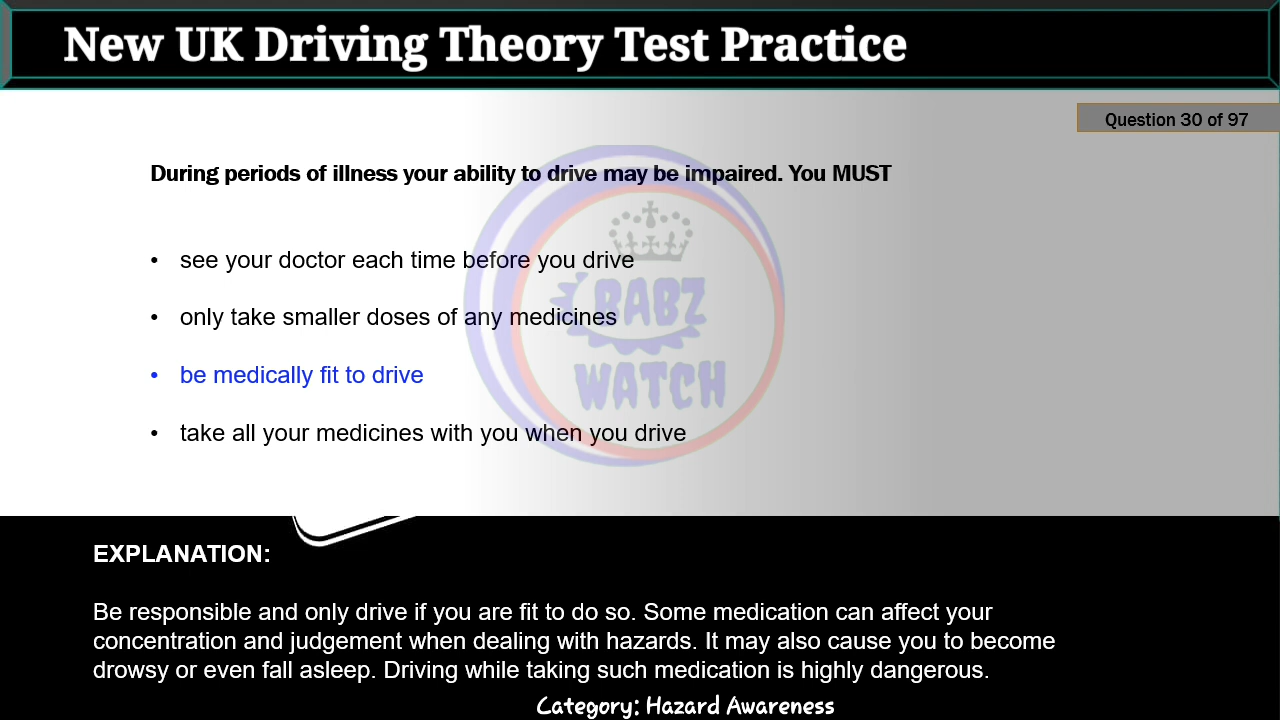 New UK Driving Theory Test Practice
Question 30 of 97
During periods of illness your ability to drive may be impaired. You MUST
• see your doctor each time before you drive
• only take smaller doses of any medicines
• be medically fit to drive
• take all your medicines with you when you drive
BABZ
WATCH
EXPLANATION:
Be responsible and only drive if you are fit to do so. Some medication can affect your
concentration and judgement when dealing with hazards. It may also cause you to become
drowsy or even fall asleep. Driving while taking such medication is highly dangerous.
Category: Hazard Awareness